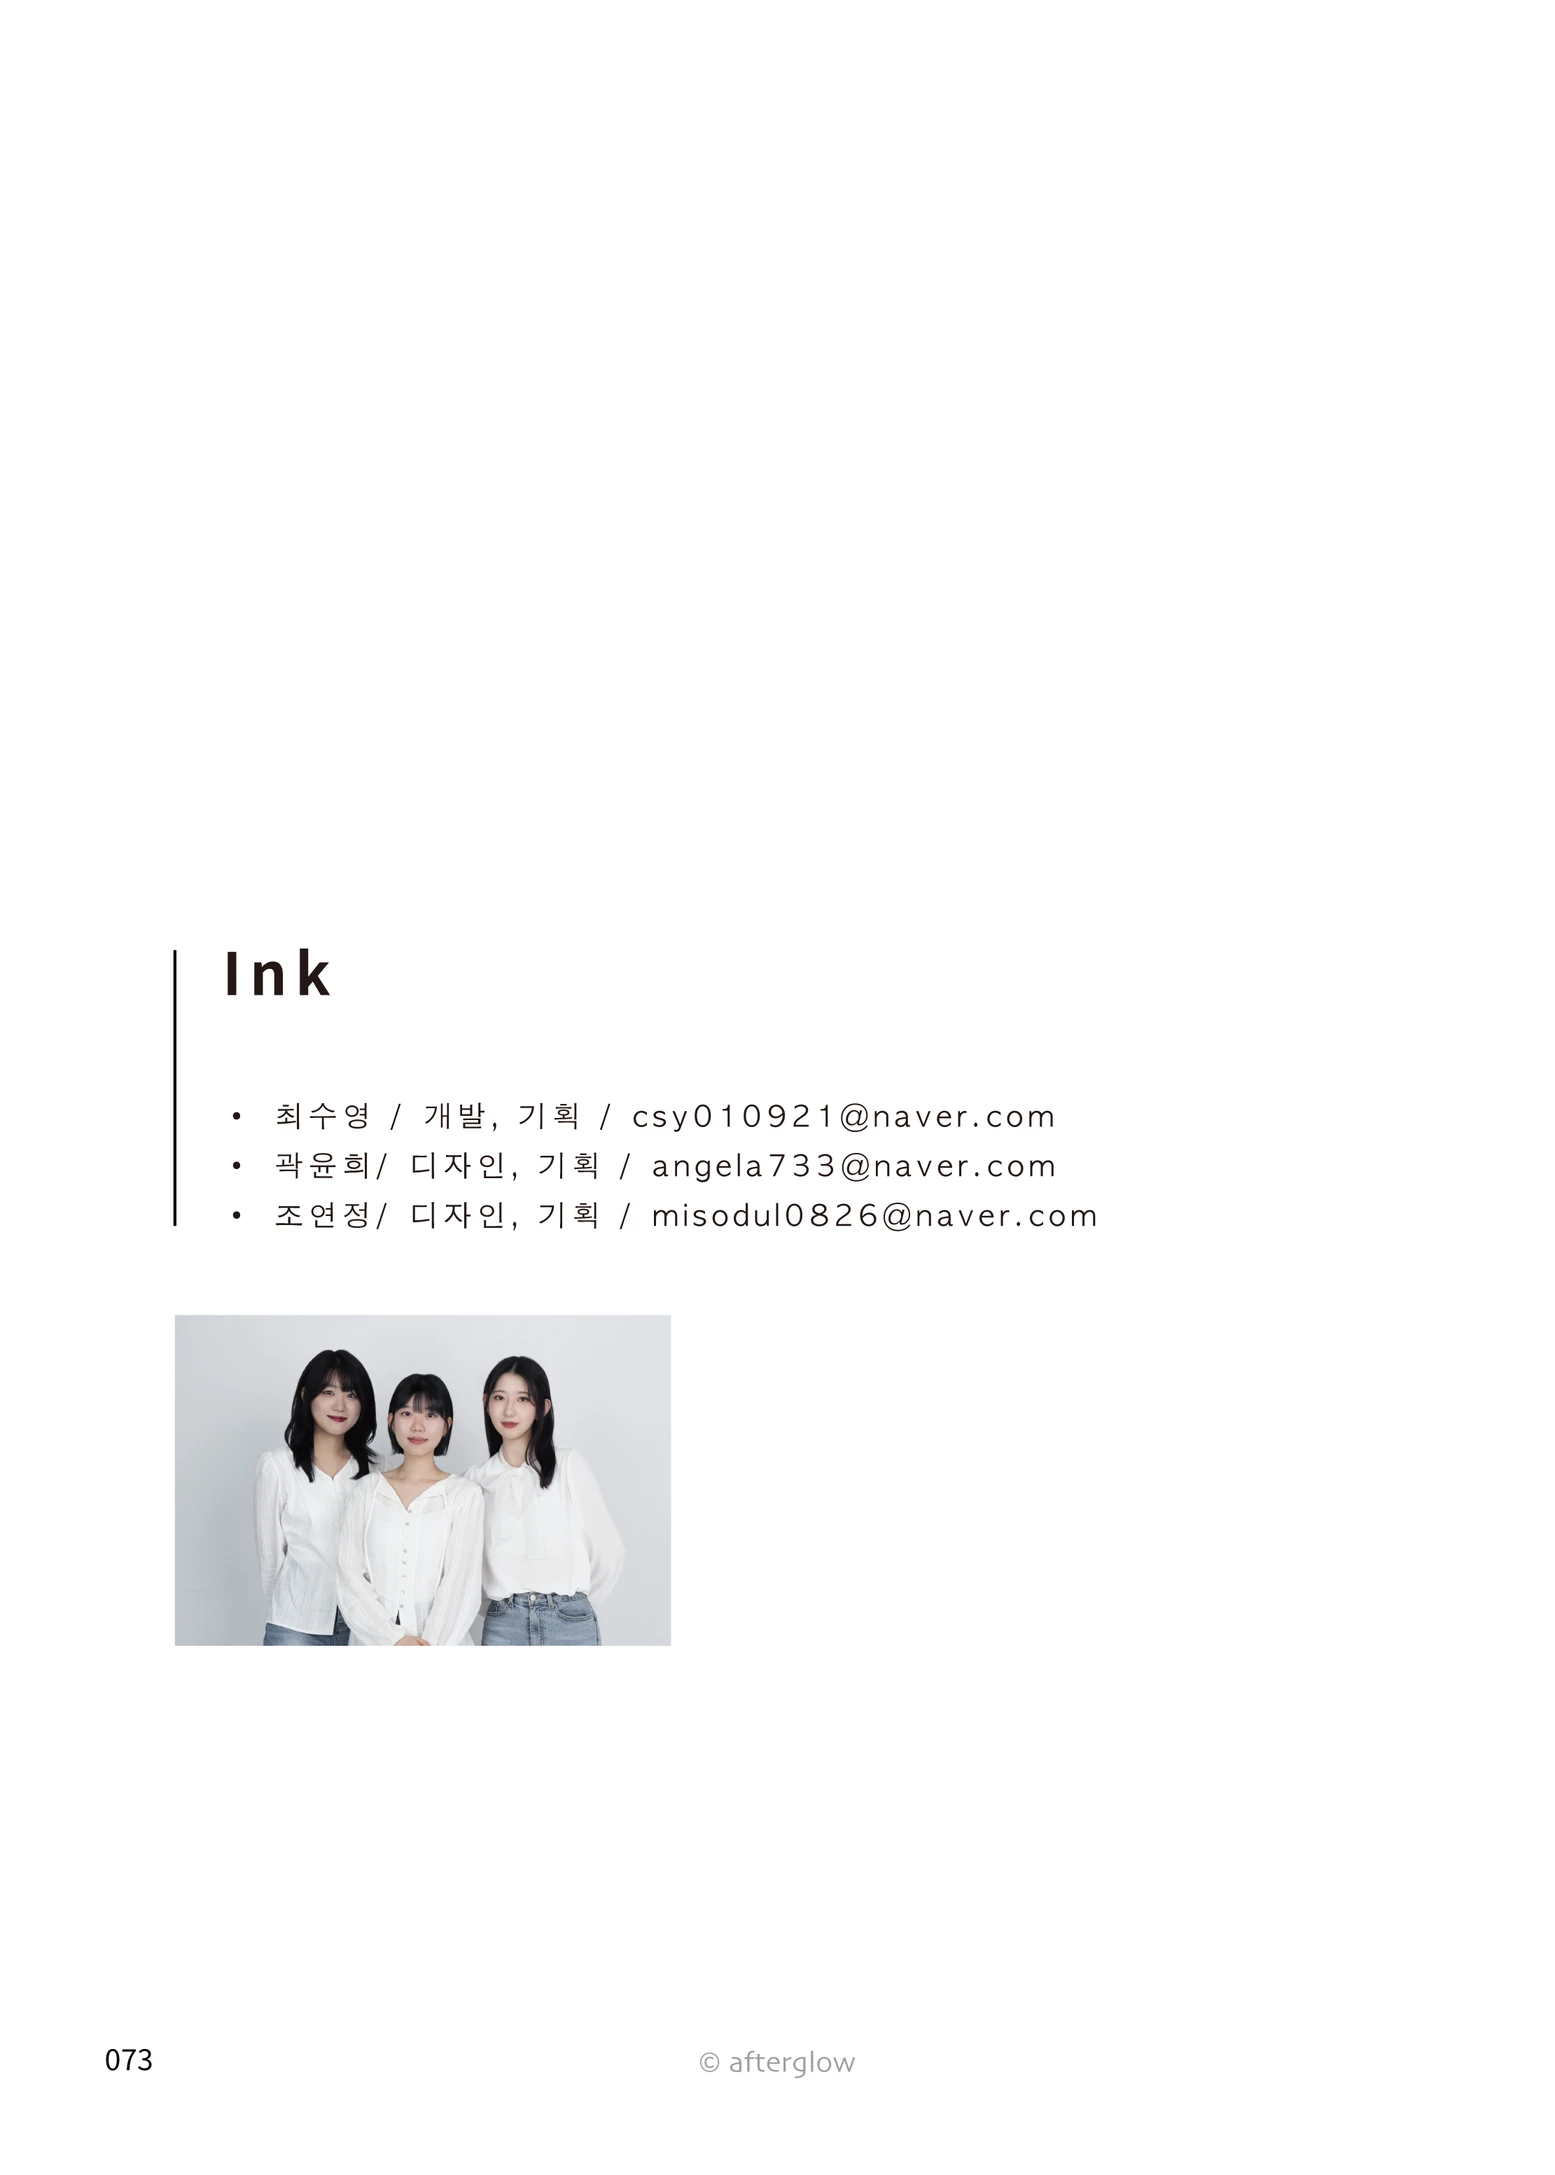 Ink
• 최수영 / 개발, 기획 / csy010921@naver.com
• 곽윤희/ 디자인, 기획 / angela733@naver.com
• 조연정/ 디자인, 기획 / misodul0826@naver.com
073
© afterglow